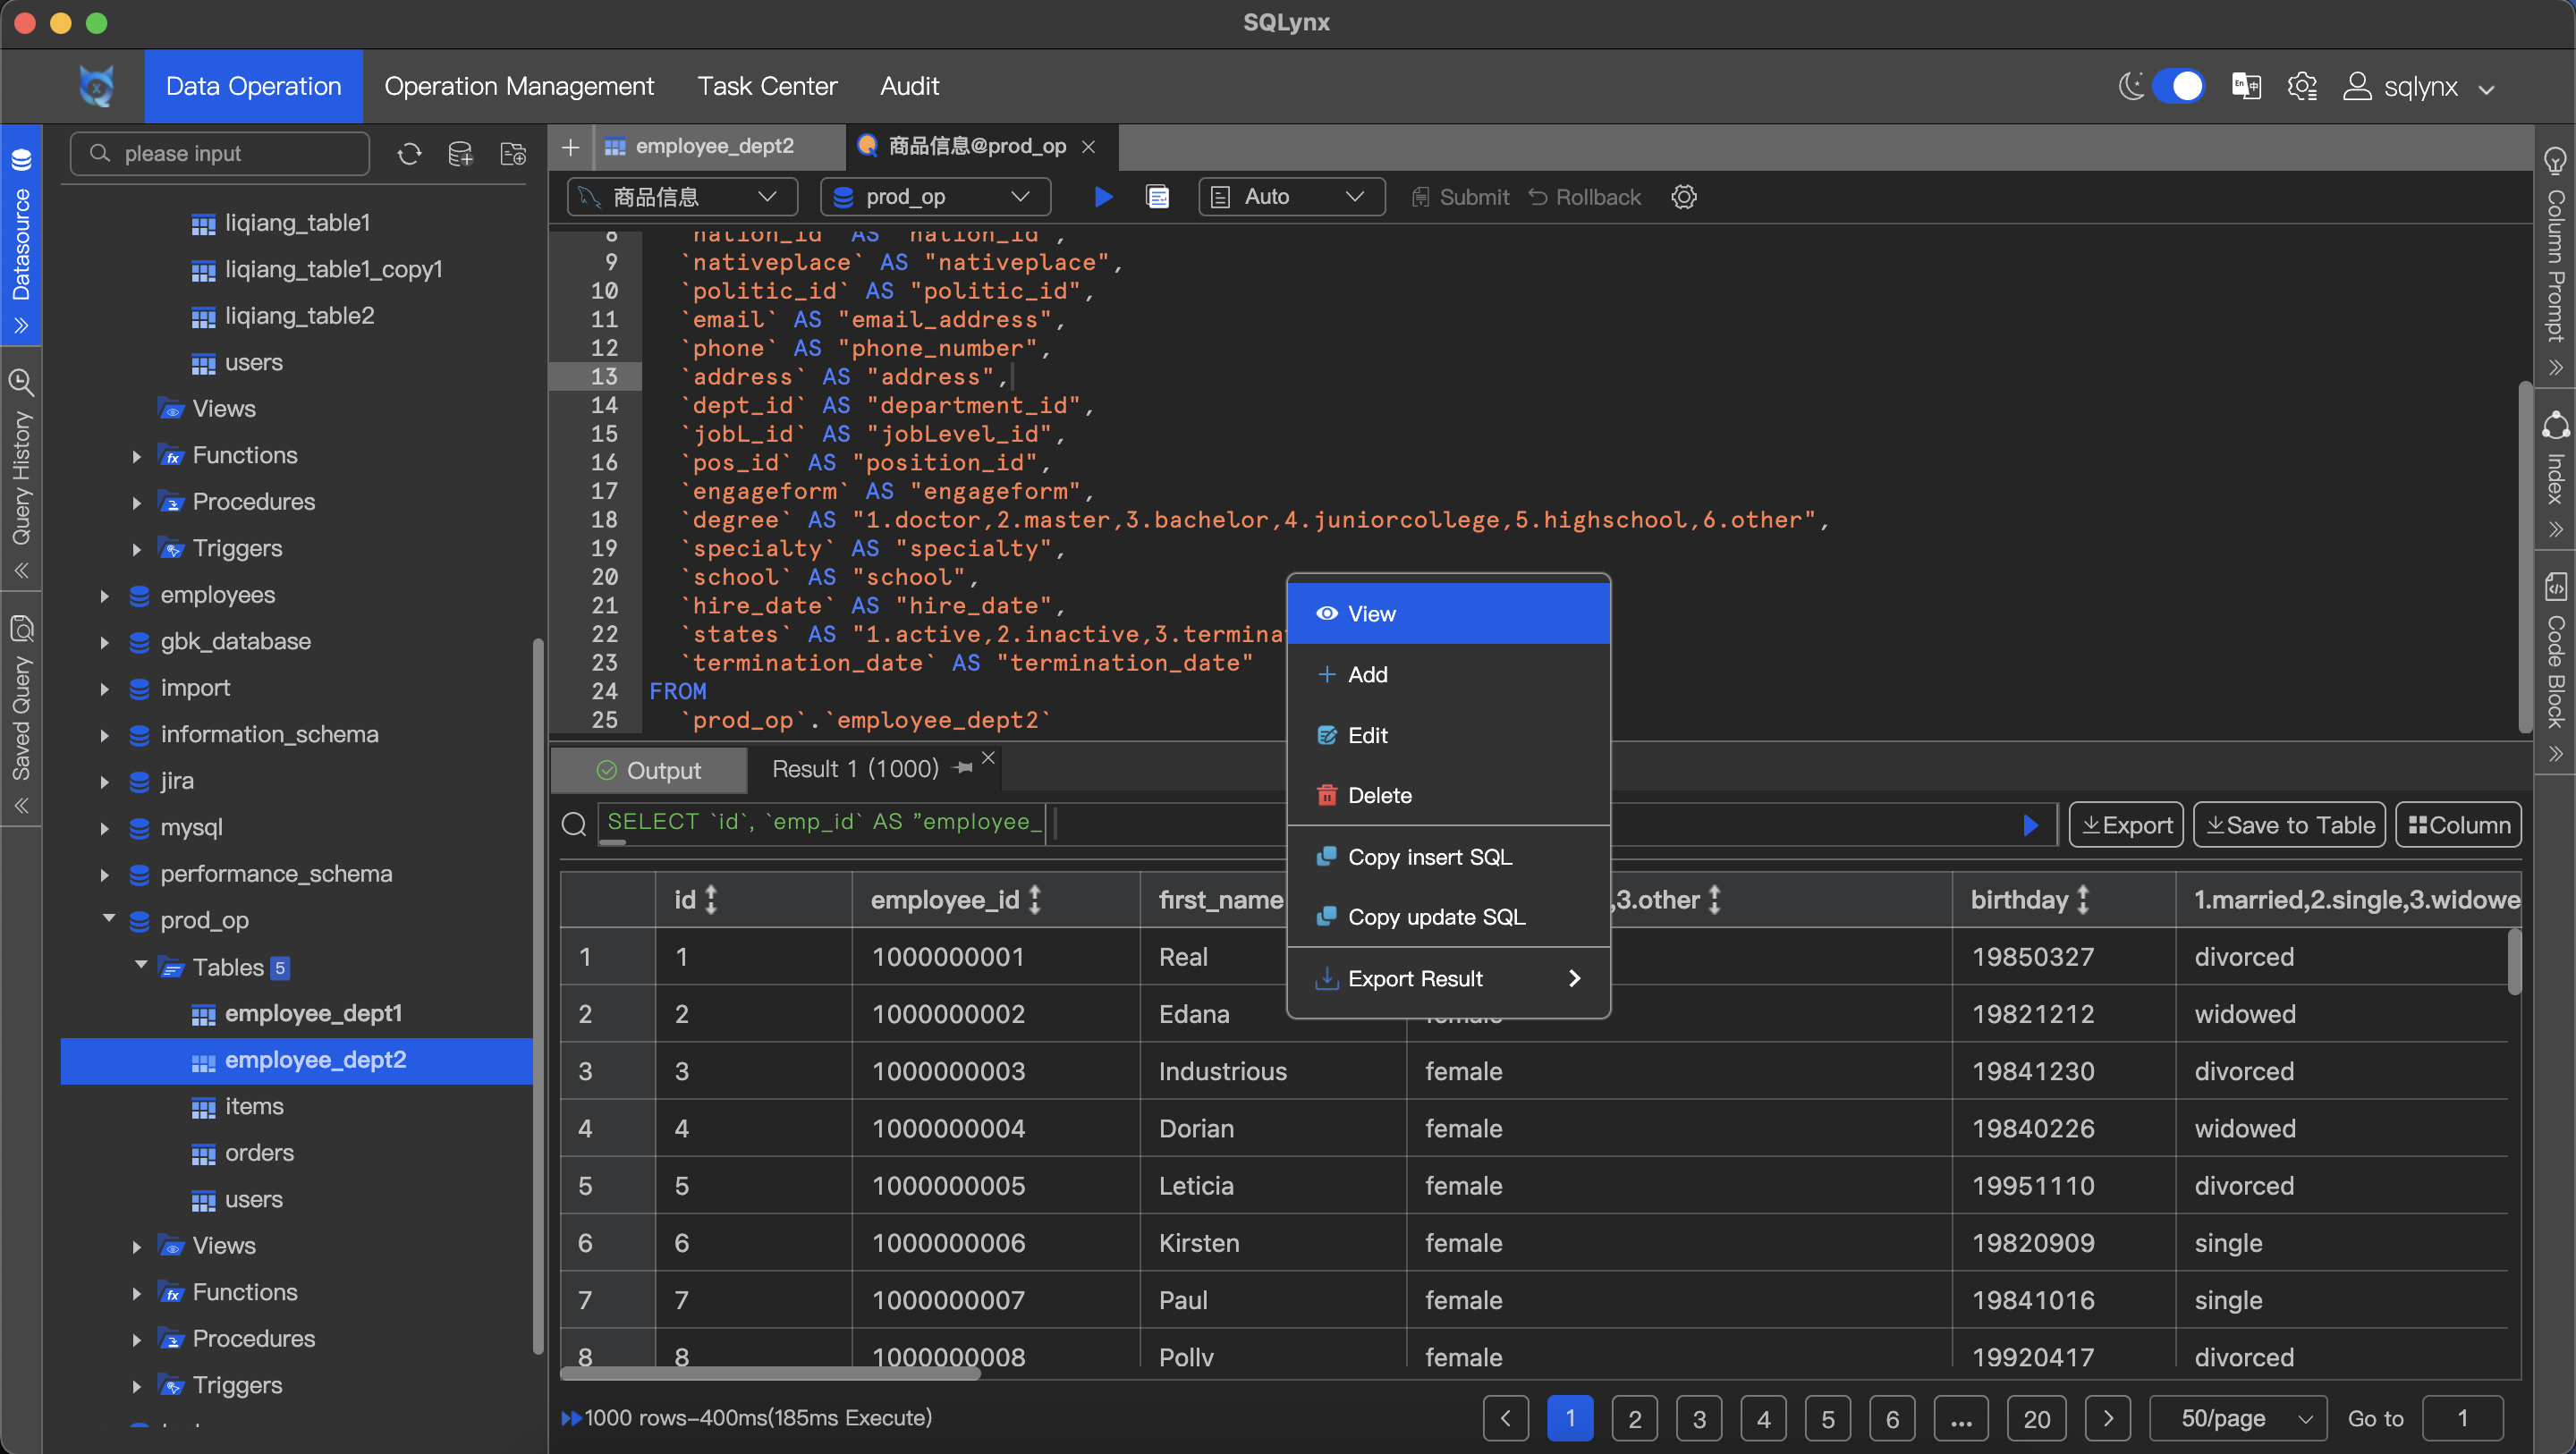 SQLynx
Data Operation Operation Management Task Center Audit
sqlynx
please input
Datasource
Query History
Saved Query
liqiang_table1
liqiang_table1_copy1
liqiang_table2
users
Views
Functions
Procedures
Triggers
employees
gbk_database
import
information_schema
jira
mysql
performance_schema
prod_op
Tables 5
employee_dept1
employee_dept2
items
orders
users
Views
Functions
Procedures
Triggers
employee_dept2
商品信息@prod_op
商品信息 prod_op Auto Submit Rollback
8 `nation_id` AS "nation_id",
9 `nativeplace` AS "nativeplace",
10 `politic_id` AS "politic_id",
11 `email` AS "email_address",
12 `phone` AS "phone_number",
13 `address` AS "address",
14 `dept_id` AS "department_id",
15 `jobL_id` AS "jobLevel_id",
16 `pos_id` AS "position_id",
17 `engageform` AS "engageform",
18 `degree` AS "1.doctor,2.master,3.bachelor,4.juniorcollege,5.highschool,6.other",
19 `specialty` AS "specialty",
20 `school` AS "school",
21 `hire_date` AS "hire_date",
22 `states` AS "1.active,2.inactive,3.termina
23 `termination_date` AS "termination_date"
24 FROM
25 `prod_op`.`employee_dept2`
View
Add
Edit
Delete
Copy insert SQL
Copy update SQL
Export Result
Output Result 1 (1000)
SELECT `id`, `emp_id` AS "employee_
Export Save to Table Column
id employee_id first_name ,3.other birthday 1.married,2.single,3.widowe
1 1 1000000001 Real 19850327 divorced
2 2 1000000002 Edana female 19821212 widowed
3 3 1000000003 Industrious female 19841230 divorced
4 4 1000000004 Dorian female 19840226 widowed
5 5 1000000005 Leticia female 19951110 divorced
6 6 1000000006 Kirsten female 19820909 single
7 7 1000000007 Paul female 19841016 single
8 8 1000000008 Polly female 19920417 divorced
1000 rows-400ms(185ms Execute)
1 2 3 4 5 6 ... 20 50/page Go to 1
Column Prompt
Index
Code Block